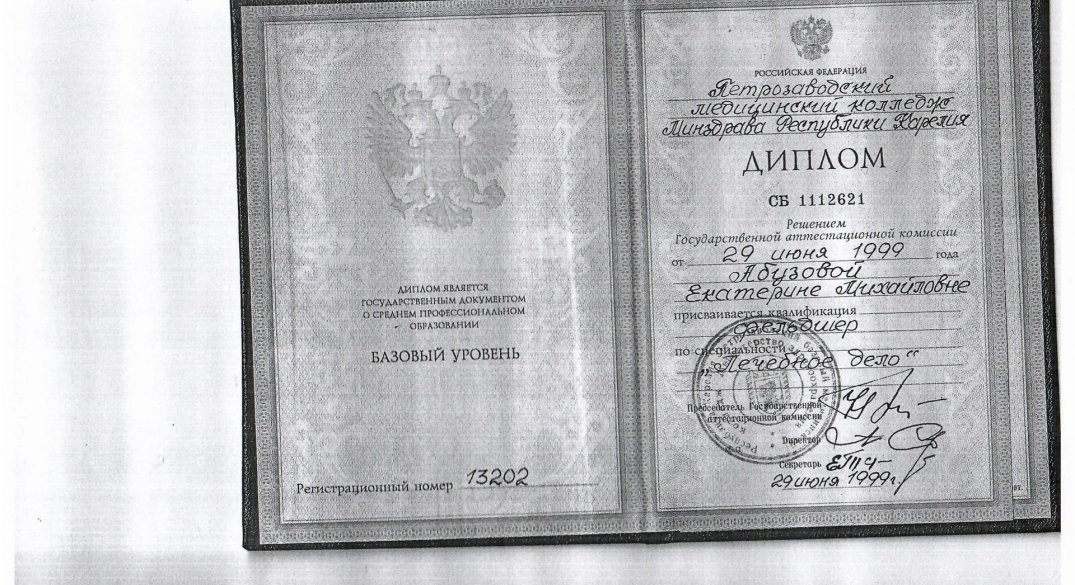 ДИПЛОМ ЯВЛЯЕТСЯ
ГОСУДАРСТВЕННЫМ ДОКУМЕНТОМ
О СРЕДНЕМ ПРОФЕССИОНАЛЬНОМ
ОБРАЗОВАНИИ
БАЗОВЫЙ УРОВЕНЬ
Регистрационный номер 13202
РОССИЙСКАЯ ФЕДЕРАЦИЯ
Петрозаводский
медицинский колледж
Минздрава Республики Карелия
ДИПЛОМ
СБ 1112621
Решением
Государственной аттестационной комиссии
от 29 июня 1999 года
Абузовой
Екатерине Михайловне
присваивается квалификация
фельдшер
по специальности
„Лечебное дело“
Председатель Государственной
аттестационной комиссии
Директор
Секретарь
29 июня 1999г.